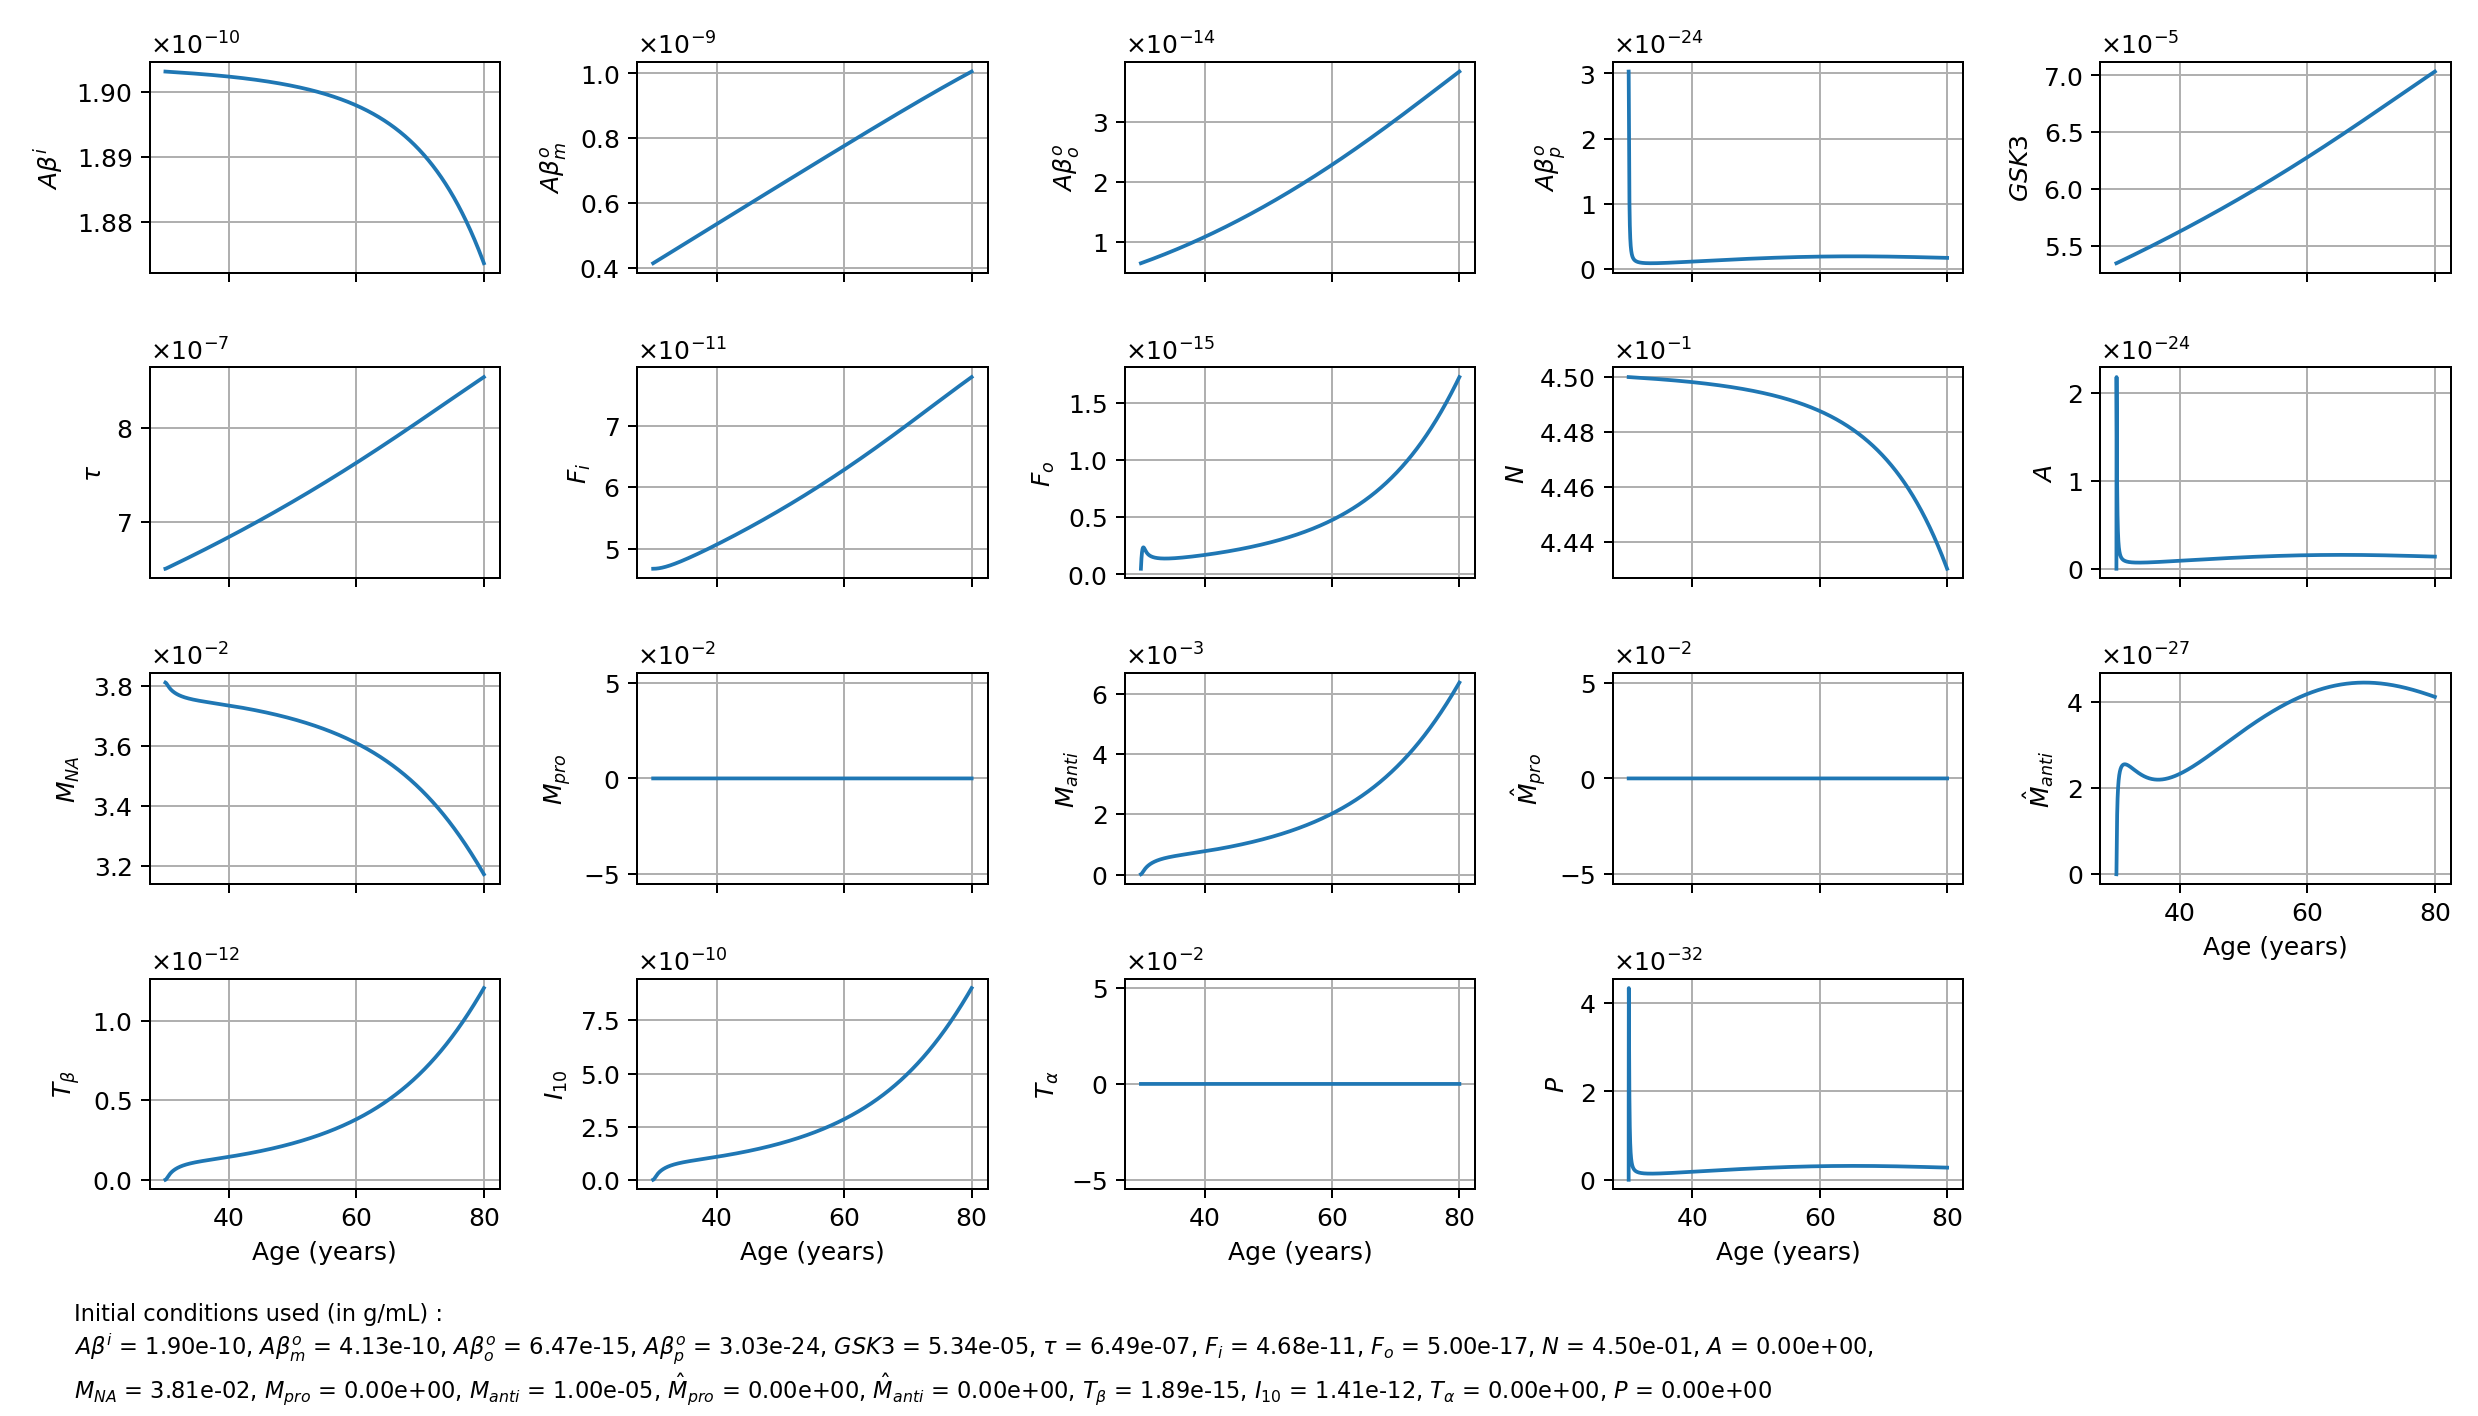 ×10⁻¹⁰ ×10⁻⁹ ×10⁻¹⁴ ×10⁻²⁴ ×10⁻⁵
Aβⁱ 1.90 1.89 1.88
Aβₘᵒ 1.0 0.8 0.6 0.4
Aβₒᵒ 3 2 1
Aβₚᵒ 3 2 1 0
GSK3 7.0 6.5 6.0 5.5
×10⁻⁷ ×10⁻¹¹ ×10⁻¹⁵ ×10⁻¹ ×10⁻²⁴
τ 8 7
Fᵢ 7 6 5
Fₒ 1.5 1.0 0.5 0.0
N 4.50 4.48 4.46 4.44
A 2 1 0
×10⁻² ×10⁻² ×10⁻³ ×10⁻² ×10⁻²⁷
M_NA 3.8 3.6 3.4 3.2
M_pro 5 0 −5
M_anti 6 4 2 0
M̂_pro 5 0 −5
M̂_anti 4 2 0
40 60 80
Age (years)
×10⁻¹² ×10⁻¹⁰ ×10⁻² ×10⁻³²
T_β 1.0 0.5 0.0
I₁₀ 7.5 5.0 2.5 0.0
T_α 5 0 −5
P 4 2 0
40 60 80 40 60 80 40 60 80 40 60 80
Age (years) Age (years) Age (years) Age (years)
Initial conditions used (in g/mL) :
Aβⁱ = 1.90e-10, Aβₘᵒ = 4.13e-10, Aβₒᵒ = 6.47e-15, Aβₚᵒ = 3.03e-24, GSK3 = 5.34e-05, τ = 6.49e-07, Fᵢ = 4.68e-11, Fₒ = 5.00e-17, N = 4.50e-01, A = 0.00e+00,
M_NA = 3.81e-02, M_pro = 0.00e+00, M_anti = 1.00e-05, M̂_pro = 0.00e+00, M̂_anti = 0.00e+00, T_β = 1.89e-15, I₁₀ = 1.41e-12, T_α = 0.00e+00, P = 0.00e+00